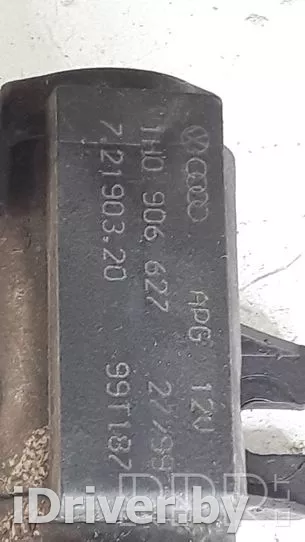 APG 12V
1H0 906 627 27/99
7.21903.20 99T187
iDriver.by